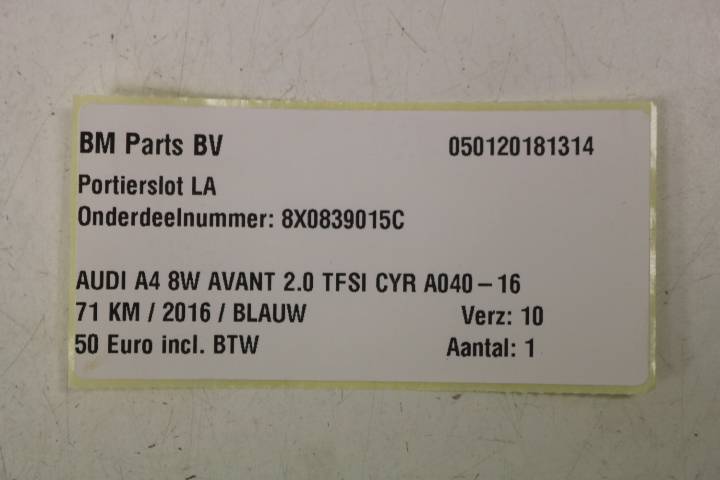 BM Parts BV 050120181314
Portierslot LA
Onderdeelnummer: 8X0839015C
AUDI A4 8W AVANT 2.0 TFSI CYR A040-16
71 KM / 2016 / BLAUW Verz: 10
50 Euro incl. BTW Aantal: 1